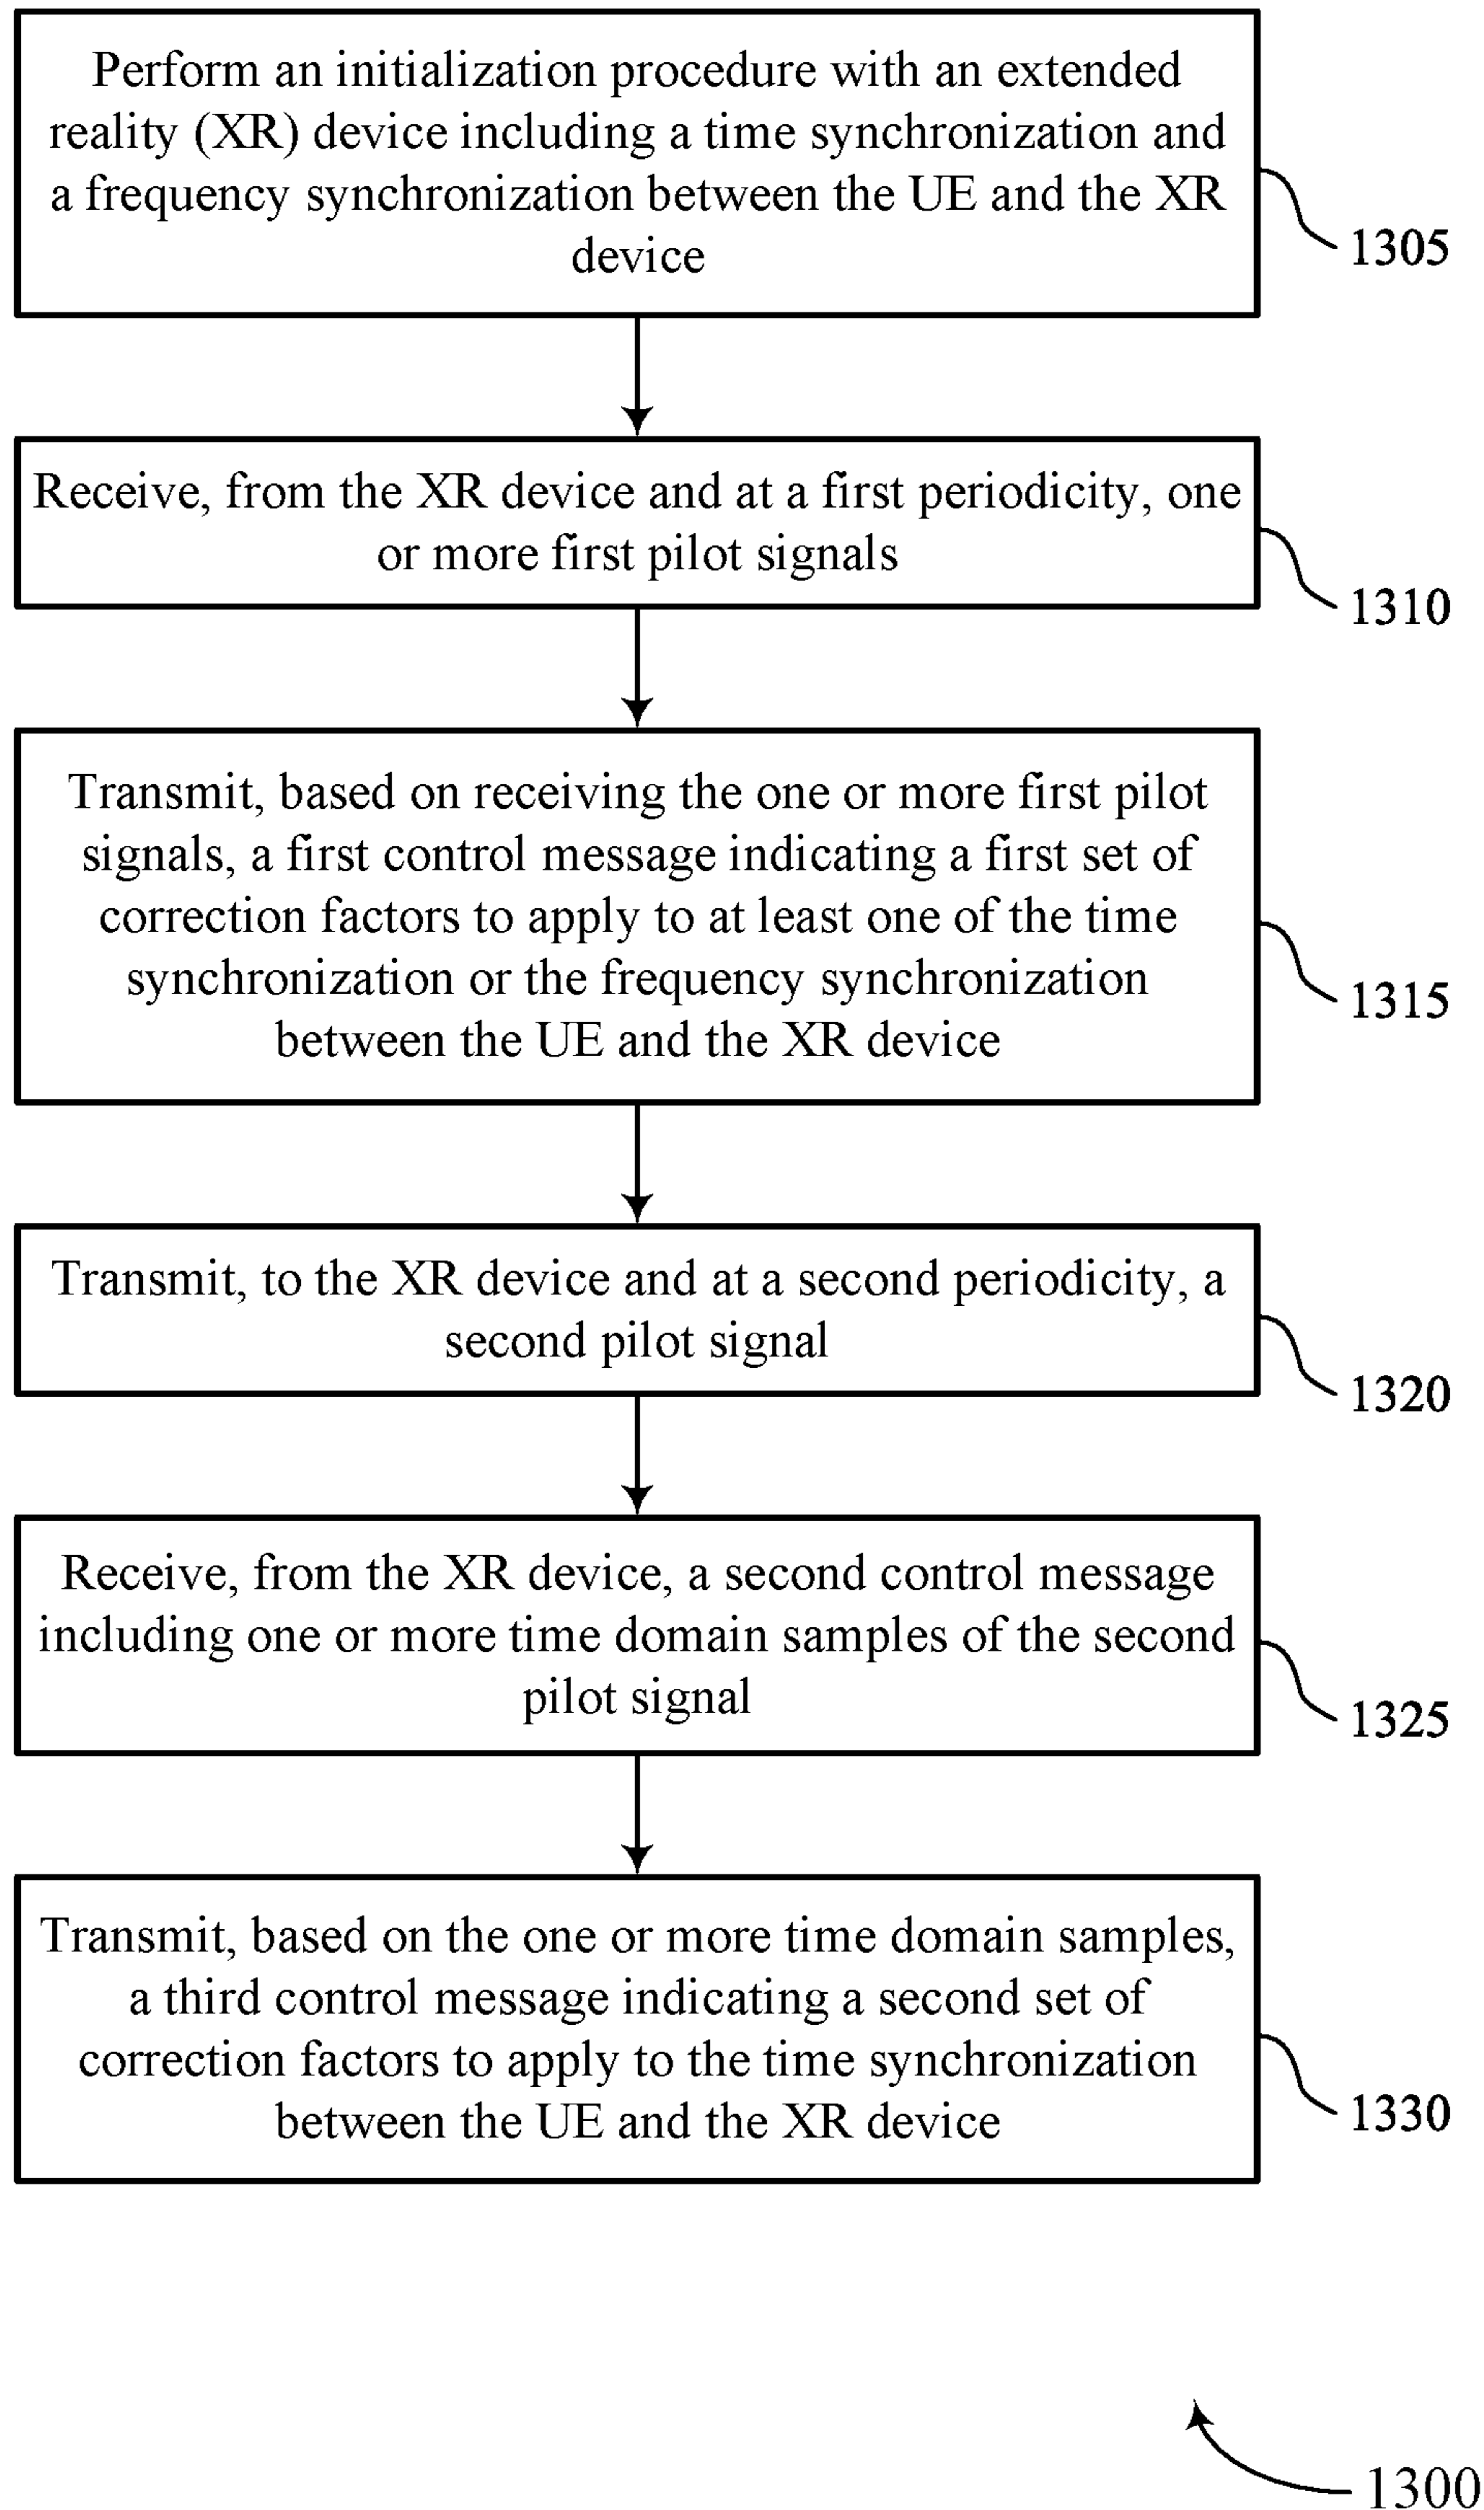 Perform an initialization procedure with an extended
reality (XR) device including a time synchronization and
a frequency synchronization between the UE and the XR
device
1305
Receive, from the XR device and at a first periodicity, one
or more first pilot signals
1310
Transmit, based on receiving the one or more first pilot
signals, a first control message indicating a first set of
correction factors to apply to at least one of the time
synchronization or the frequency synchronization
between the UE and the XR device
1315
Transmit, to the XR device and at a second periodicity, a
second pilot signal
1320
Receive, from the XR device, a second control message
including one or more time domain samples of the second
pilot signal
1325
Transmit, based on the one or more time domain samples,
a third control message indicating a second set of
correction factors to apply to the time synchronization
between the UE and the XR device
1330
1300